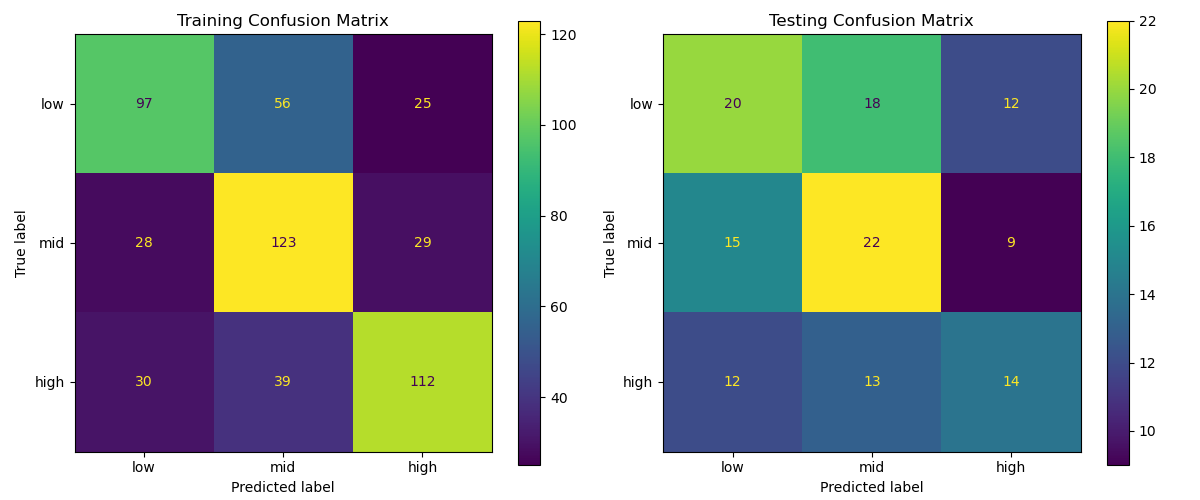 Training Confusion Matrix
Testing Confusion Matrix
low 97 56 25
mid 28 123 29
high 30 39 112
low mid high
Predicted label
True label
120
100
80
60
40
low 20 18 12
mid 15 22 9
high 12 13 14
low mid high
Predicted label
True label
22
20
18
16
14
12
10